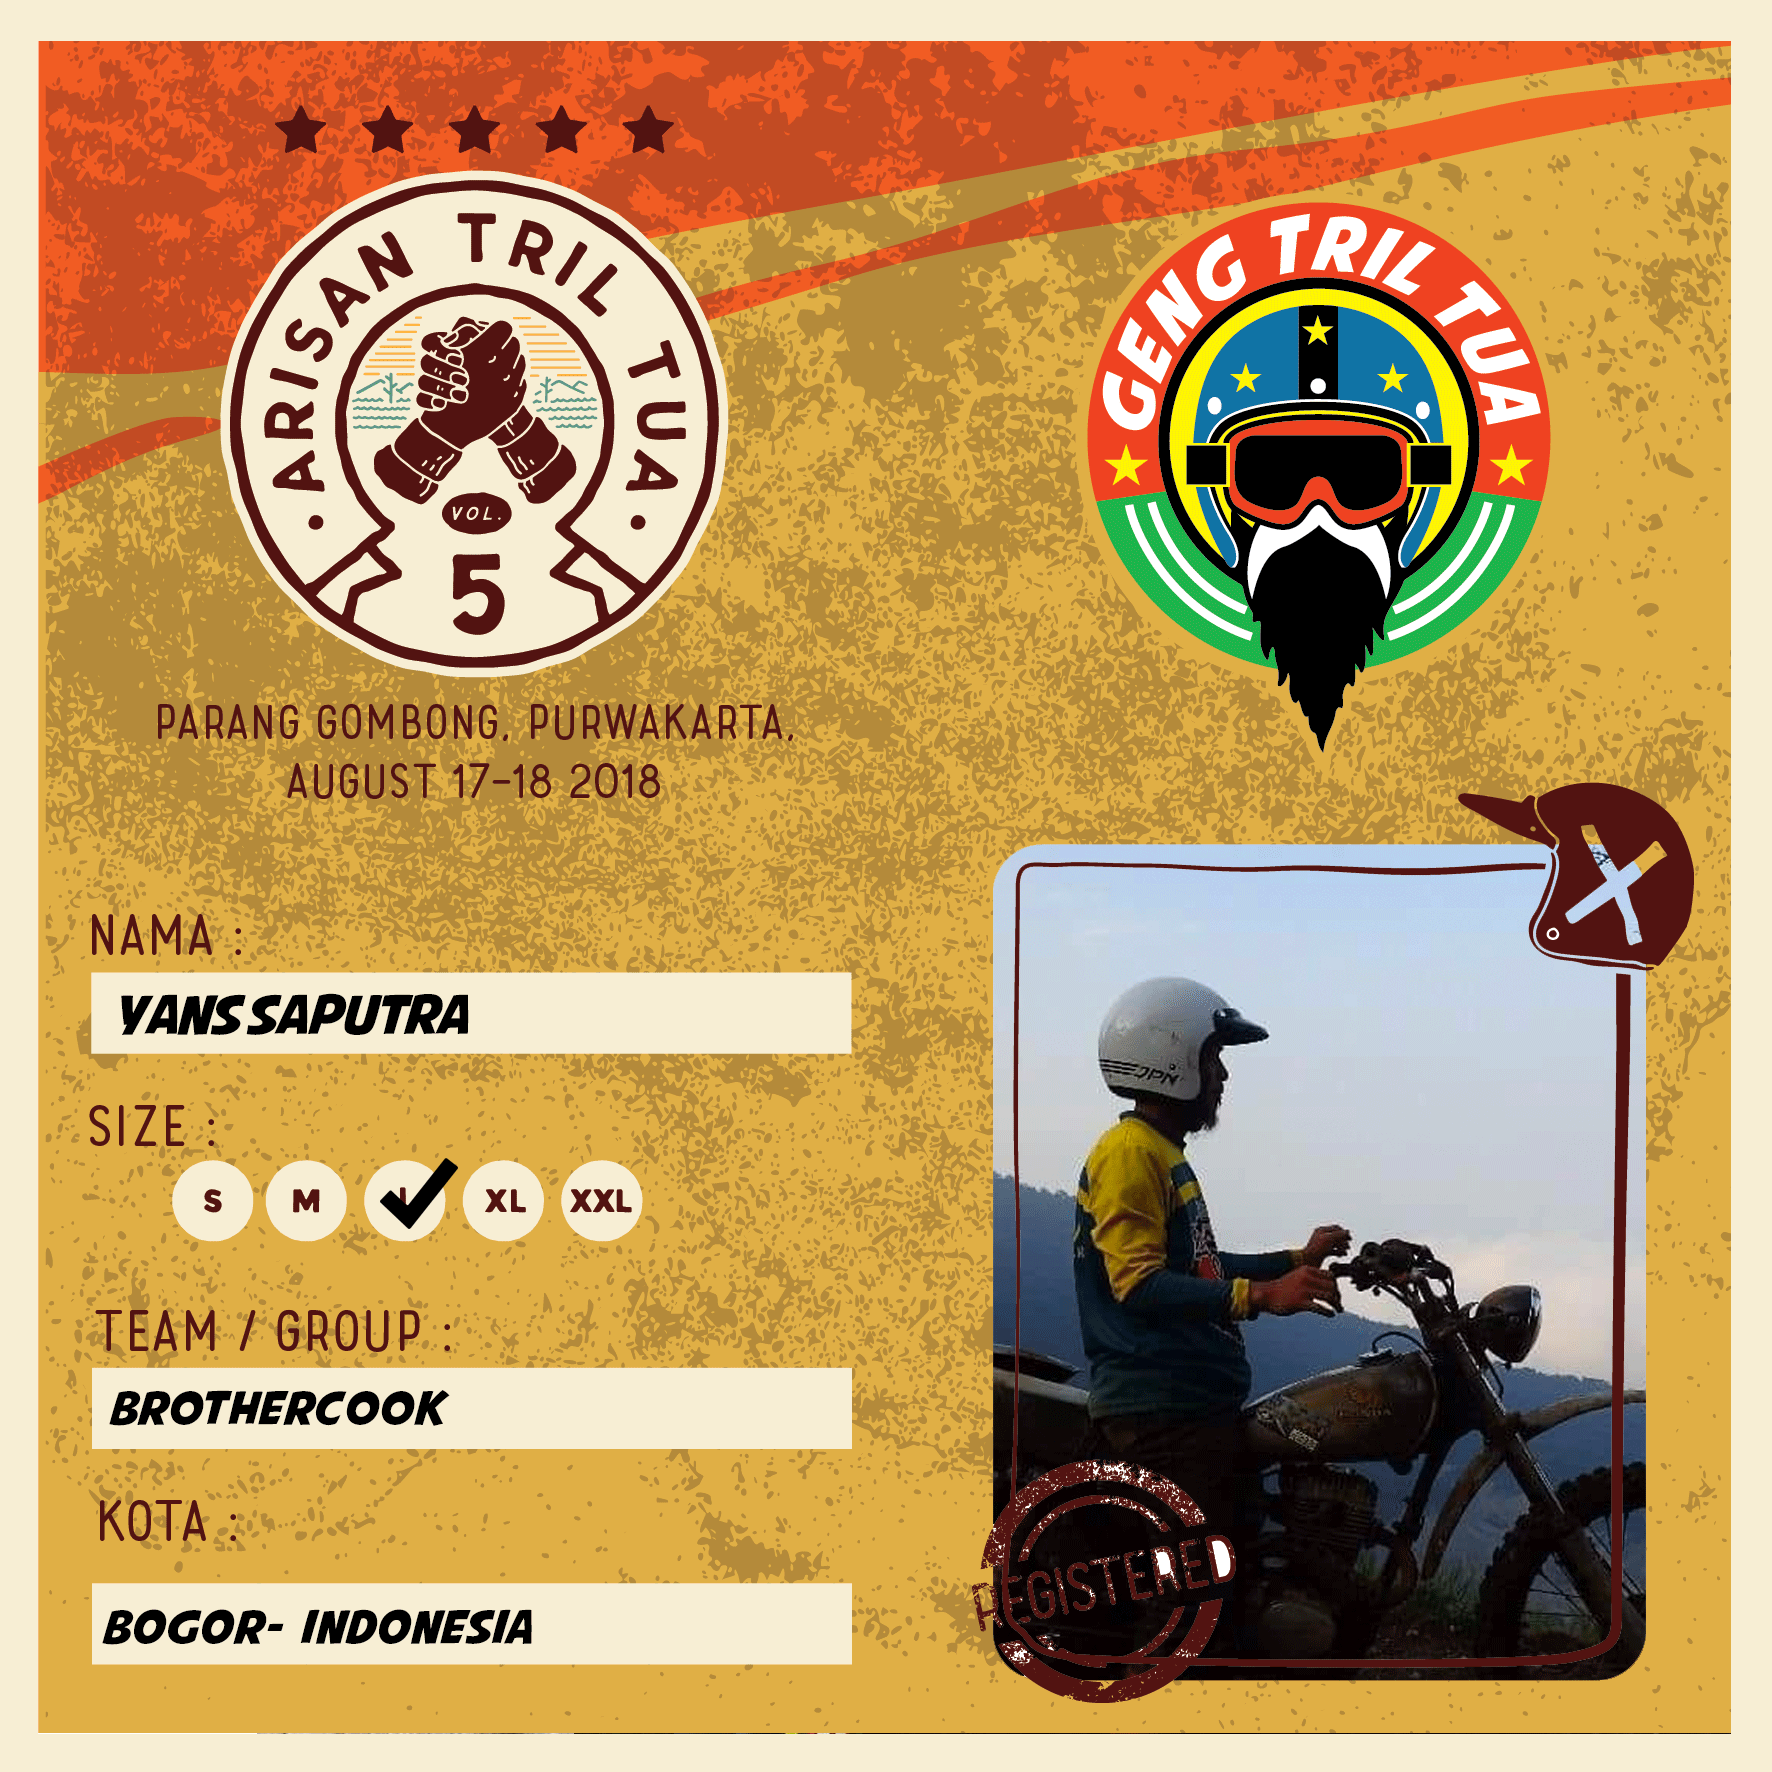 ARISAN TRIL TUA
VOL.
5
GENG TRIL TUA
PARANG GOMBONG, PURWAKARTA,
AUGUST 17-18 2018
NAMA :
YANS SAPUTRA
SIZE :
S M L XL XXL
TEAM / GROUP :
BROTHERCOOK
KOTA :
BOGOR- INDONESIA
JPN
REGISTERED